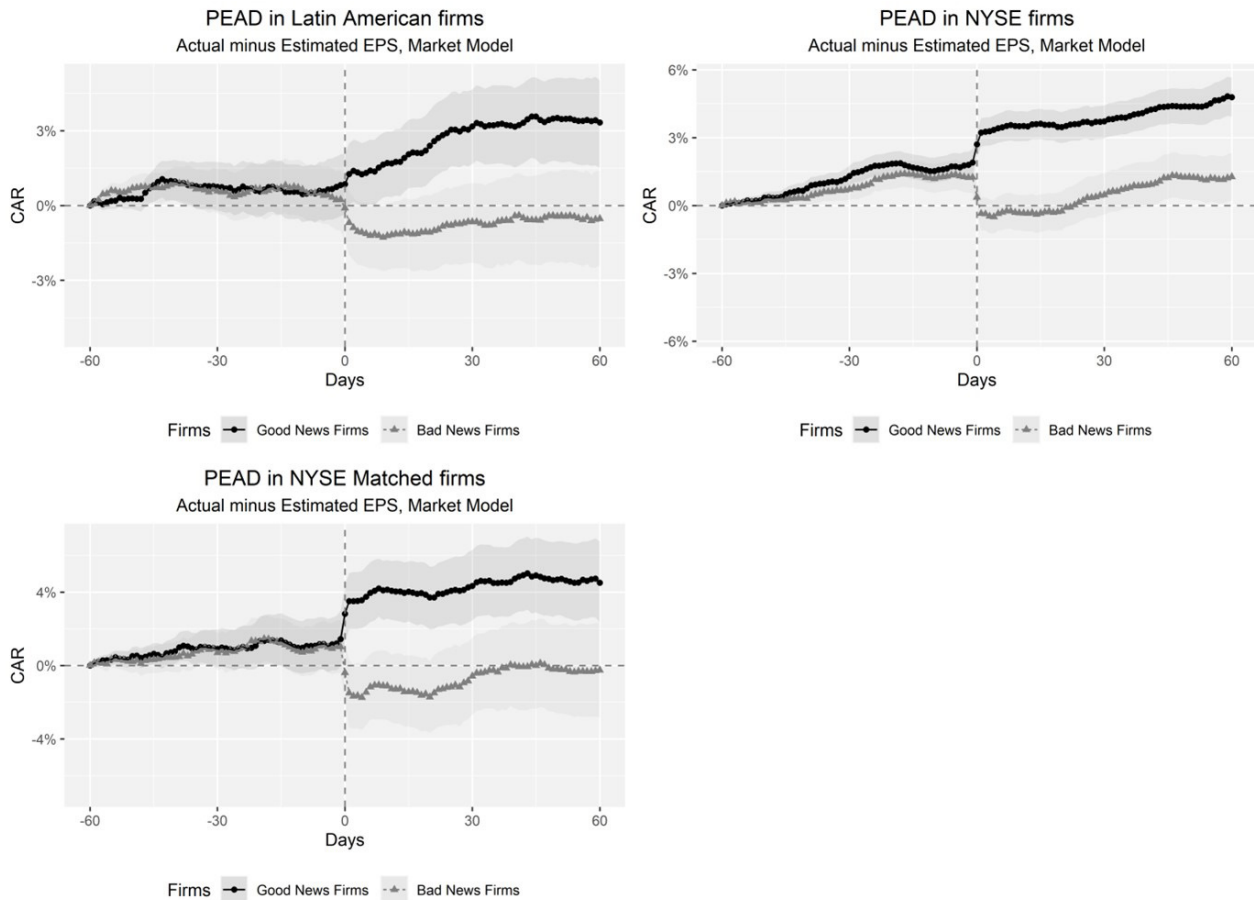 PEAD in Latin American firms
Actual minus Estimated EPS, Market Model
CAR
3%
0%
-3%
-60
-30
0
30
60
Days
Firms Good News Firms Bad News Firms
PEAD in NYSE firms
Actual minus Estimated EPS, Market Model
CAR
6%
3%
0%
-3%
-6%
-60
-30
0
30
60
Days
Firms Good News Firms Bad News Firms
PEAD in NYSE Matched firms
Actual minus Estimated EPS, Market Model
CAR
4%
0%
-4%
-60
-30
0
30
60
Days
Firms Good News Firms Bad News Firms